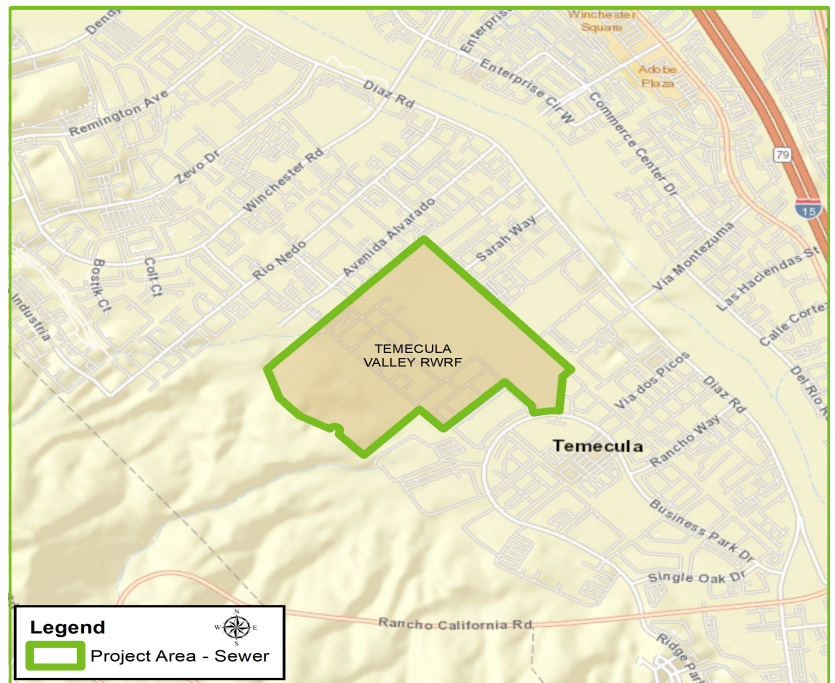 Winchester
Square
Dendy
Enterprise
Diaz Rd
Enterprise Cir W
Adobe
Plaza
Remington Ave
Commerce Center Dr
Zevo Dr
Winchester Rd
79
15
Avenida Alvarado
Sarah Way
Rio Nedo
Via Montezuma
Las Haciendas St
Bostik Ct
Colt Ct
Industria
Calle Cortez
TEMECULA
VALLEY RWRF
Via dos Picos
Diaz Rd
Del Rio R
Rancho Way
Temecula
Business Park Dr
Single Oak Dr
Rancho California Rd
Ridge Park
Legend
N
W E
S
Project Area - Sewer